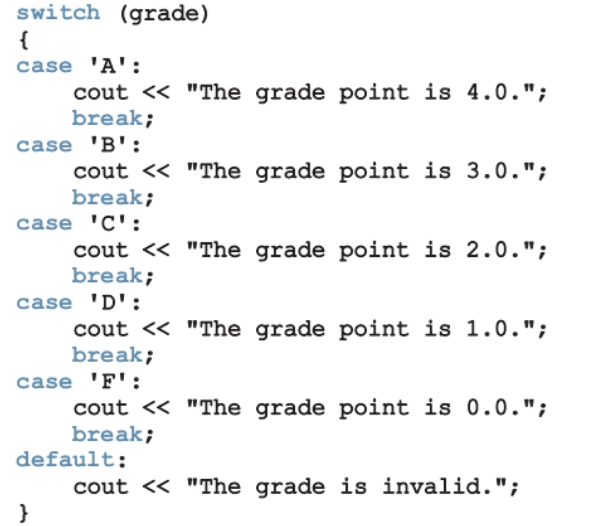 switch (grade)
{
case 'A':
    cout << "The grade point is 4.0.";
    break;
case 'B':
    cout << "The grade point is 3.0.";
    break;
case 'C':
    cout << "The grade point is 2.0.";
    break;
case 'D':
    cout << "The grade point is 1.0.";
    break;
case 'F':
    cout << "The grade point is 0.0.";
    break;
default:
    cout << "The grade is invalid.";
}